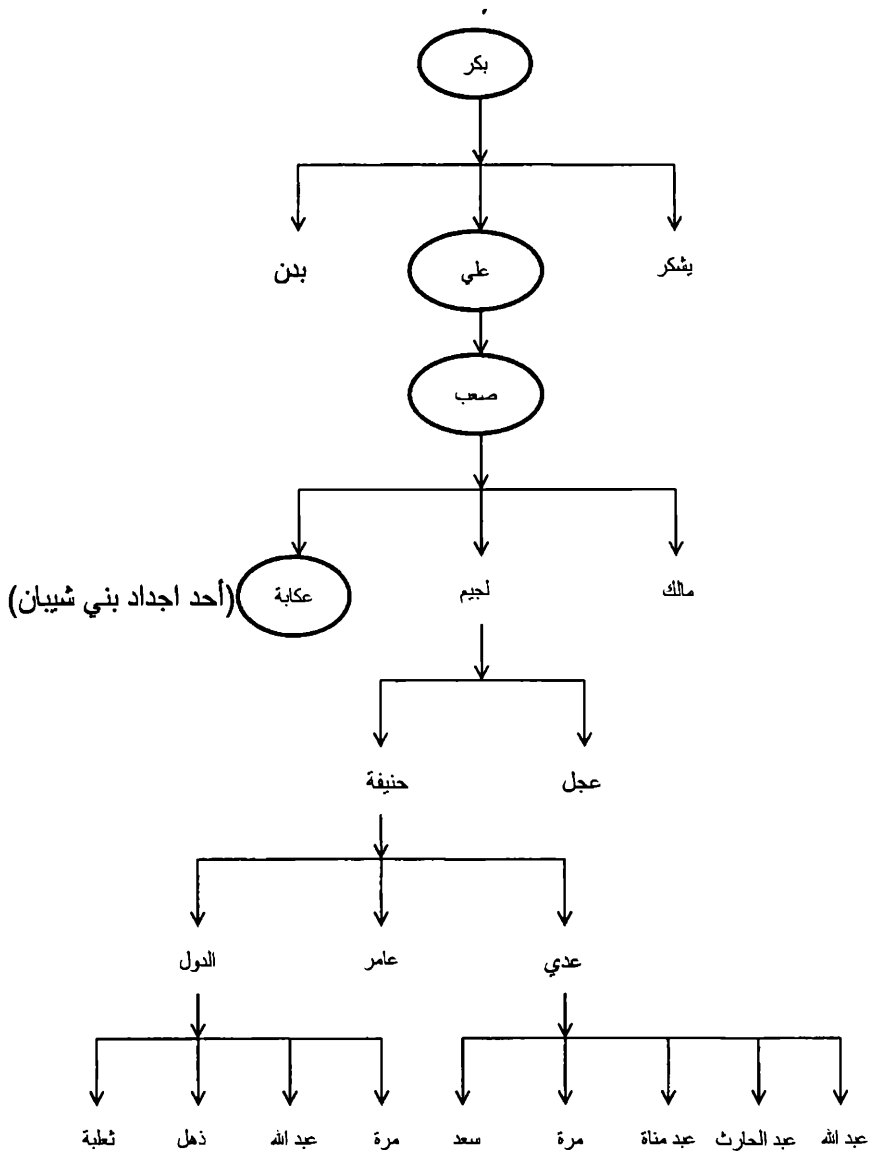 بكر
يشكر علي بدن
صعب
مالك لجيم عكابة (أحد اجداد بني شيبان)
عجل حنيفة
عدي عامر الدول
عبد الله عبد الحارث عبد مناة مرة سعد مرة عبد الله ذهل ثعلبة